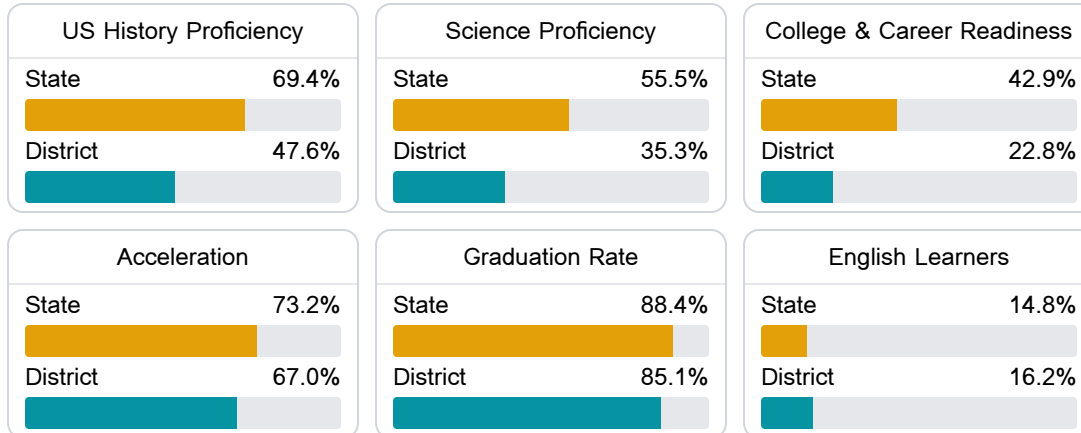 US History Proficiency
State 69.4%
District 47.6%
Science Proficiency
State 55.5%
District 35.3%
College & Career Readiness
State 42.9%
District 22.8%
Acceleration
State 73.2%
District 67.0%
Graduation Rate
State 88.4%
District 85.1%
English Learners
State 14.8%
District 16.2%